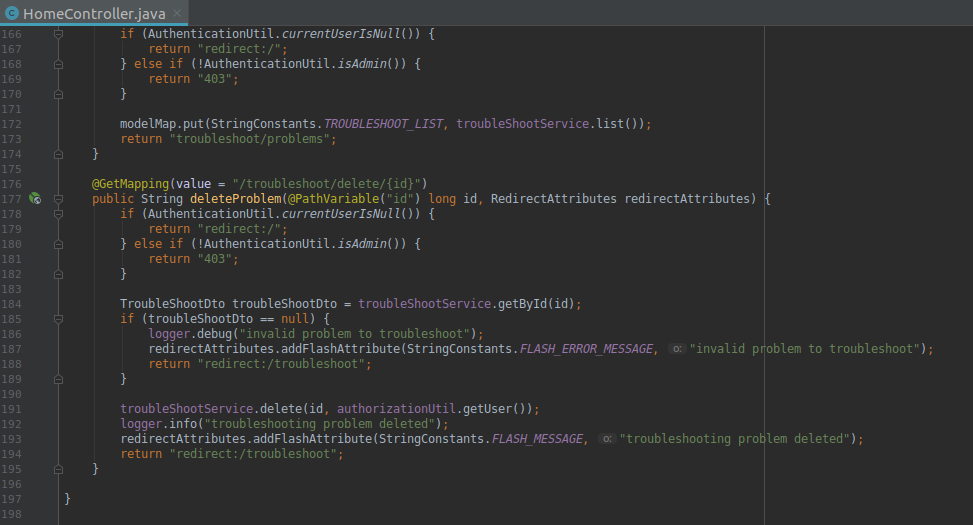 HomeController.java ×
166 if (AuthenticationUtil.currentUserIsNull()) {
167 return "redirect:/";
168 } else if (!AuthenticationUtil.isAdmin()) {
169 return "403";
170 }
171
172 modelMap.put(StringConstants.TROUBLESHOOT_LIST, troubleShootService.list());
173 return "troubleshoot/problems";
174 }
175
176 @GetMapping(value = "/troubleshoot/delete/{id}")
177 public String deleteProblem(@PathVariable("id") long id, RedirectAttributes redirectAttributes) {
178 if (AuthenticationUtil.currentUserIsNull()) {
179 return "redirect:/";
180 } else if (!AuthenticationUtil.isAdmin()) {
181 return "403";
182 }
183
184 TroubleShootDto troubleShootDto = troubleShootService.getById(id);
185 if (troubleShootDto == null) {
186 logger.debug("invalid problem to troubleshoot");
187 redirectAttributes.addFlashAttribute(StringConstants.FLASH_ERROR_MESSAGE, o: "invalid problem to troubleshoot");
188 return "redirect:/troubleshoot";
189 }
190
191 troubleShootService.delete(id, authorizationUtil.getUser());
192 logger.info("troubleshooting problem deleted");
193 redirectAttributes.addFlashAttribute(StringConstants.FLASH_MESSAGE, o: "troubleshooting problem deleted");
194 return "redirect:/troubleshoot";
195 }
196
197 }
198